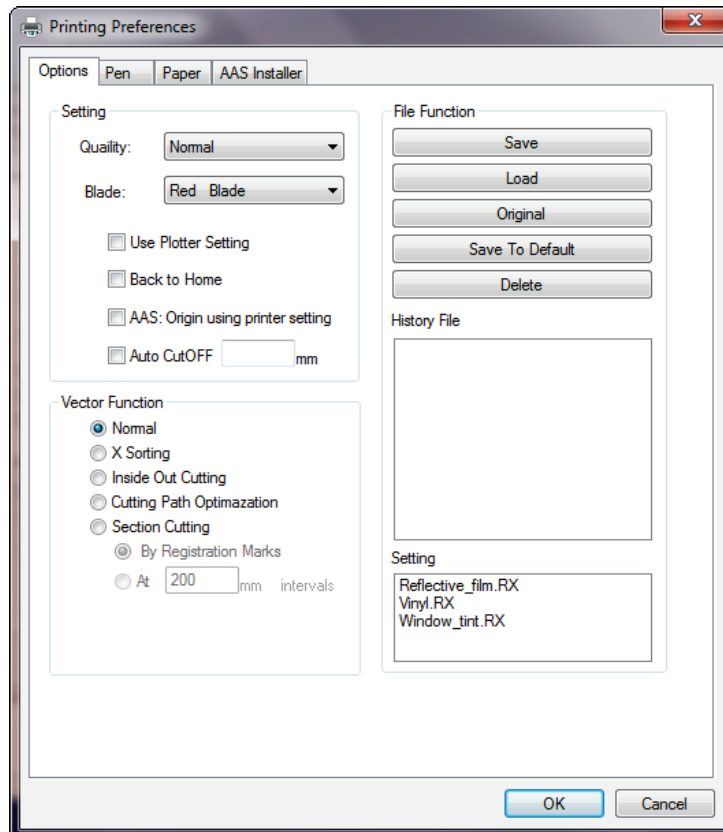 Printing Preferences
Options Pen Paper AAS Installer
Setting
Quaility: Normal
Blade: Red Blade
Use Plotter Setting
Back to Home
AAS: Origin using printer setting
Auto CutOFF mm
Vector Function
Normal
X Sorting
Inside Out Cutting
Cutting Path Optimazation
Section Cutting
By Registration Marks
At 200 mm intervals
File Function
Save
Load
Original
Save To Default
Delete
History File
Setting
Reflective_film.RX
Vinyl.RX
Window_tint.RX
OK Cancel